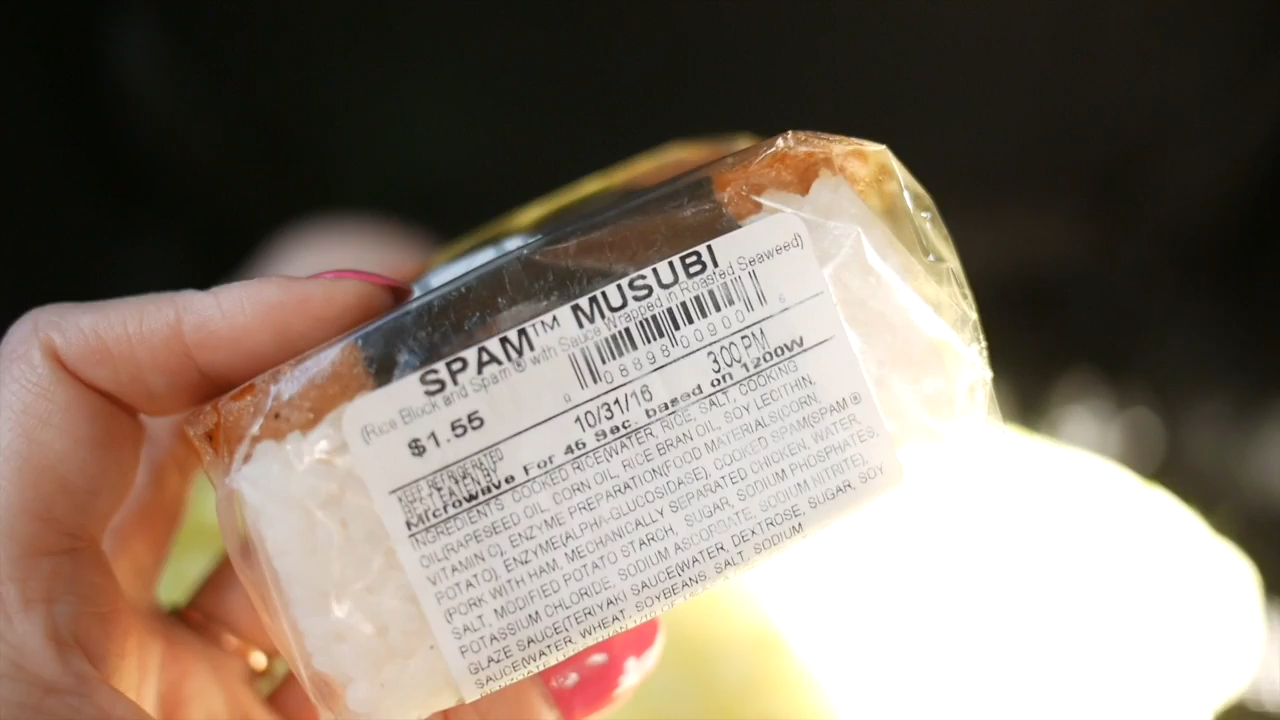 SPAM™ MUSUBI
(Rice Block and Spam® with Sauce Wrapped in Roasted Seaweed)
0 08898 00900 6
$1.55 10/31/16 3:00 PM
KEEP REFRIGERATED
Microwave For 45 Sec. based on 1200W
INGREDIENTS: COOKED RICE(WATER, RICE, SALT, COOKING
OIL(RAPESEED OIL, CORN OIL, RICE BRAN OIL, SOY LECITHIN,
VITAMIN C), ENZYME PREPARATION(FOOD MATERIALS(CORN,
POTATO), ENZYME(ALPHA-GLUCOSIDASE), COOKED SPAM(SPAM®
(PORK WITH HAM, MECHANICALLY SEPARATED CHICKEN, WATER,
SALT, MODIFIED POTATO STARCH, SUGAR, SODIUM PHOSPHATES,
POTASSIUM CHLORIDE, SODIUM ASCORBATE, SODIUM NITRITE),
GLAZE SAUCE(TERIYAKI SAUCE(WATER, DEXTROSE, SUGAR, SOY
SAUCE(WATER, WHEAT, SOYBEANS, SALT, SODIUM